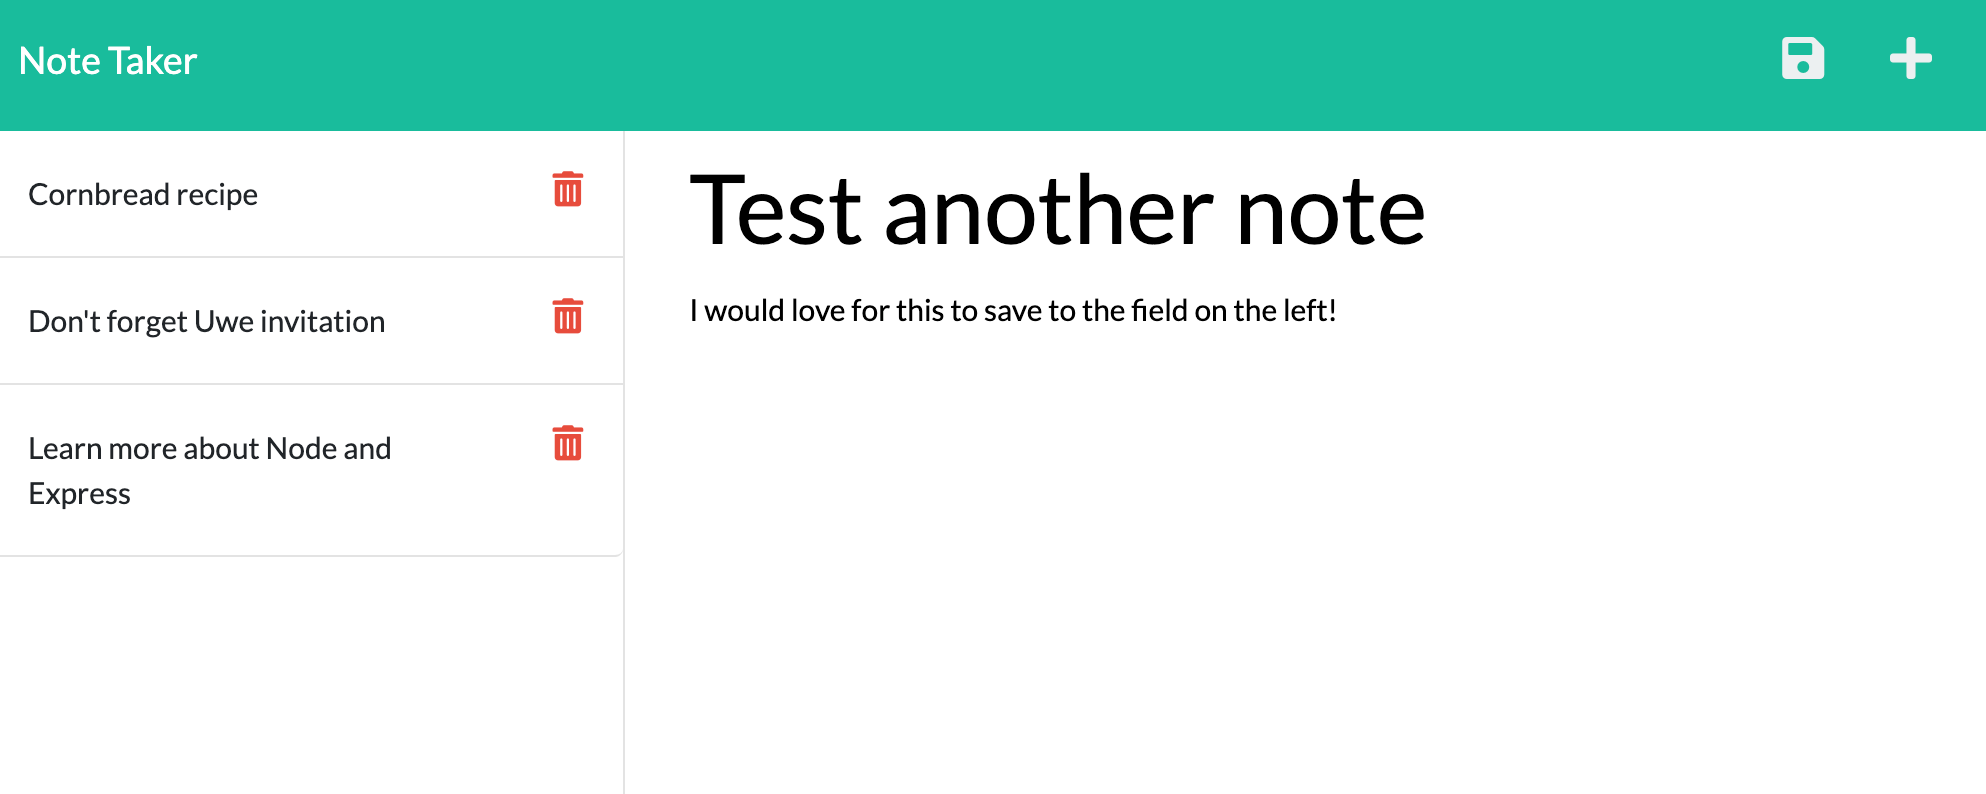 Note Taker
Cornbread recipe
Don't forget Uwe invitation
Learn more about Node and
Express
Test another note
I would love for this to save to the field on the left!